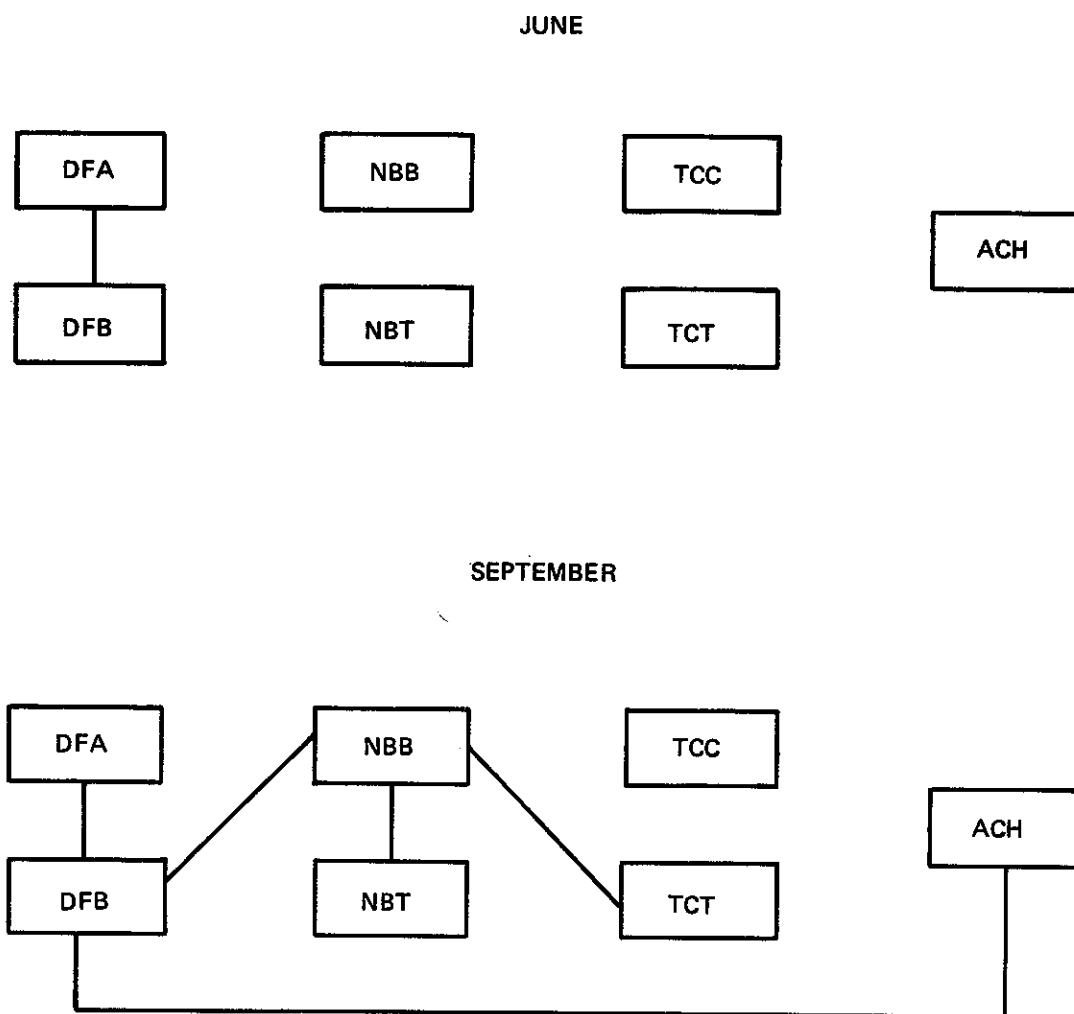 JUNE
DFA
NBB
TCC
ACH
DFB
NBT
TCT
SEPTEMBER
DFA
NBB
TCC
ACH
DFB
NBT
TCT